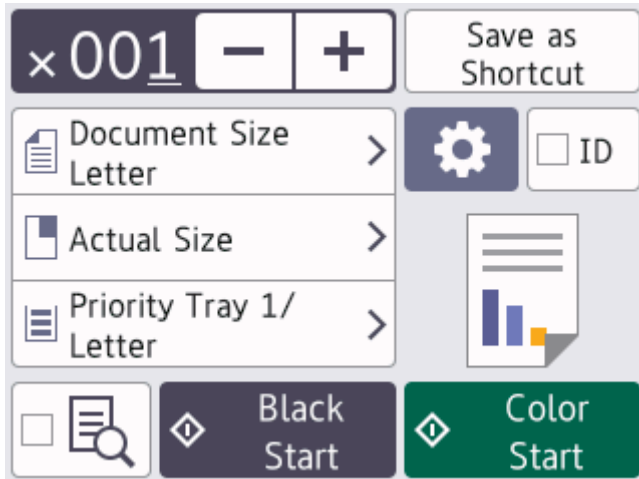 ×001 − +
Save as
Shortcut
Document Size
Letter
ID
Actual Size
Priority Tray 1/
Letter
Black
Start
Color
Start